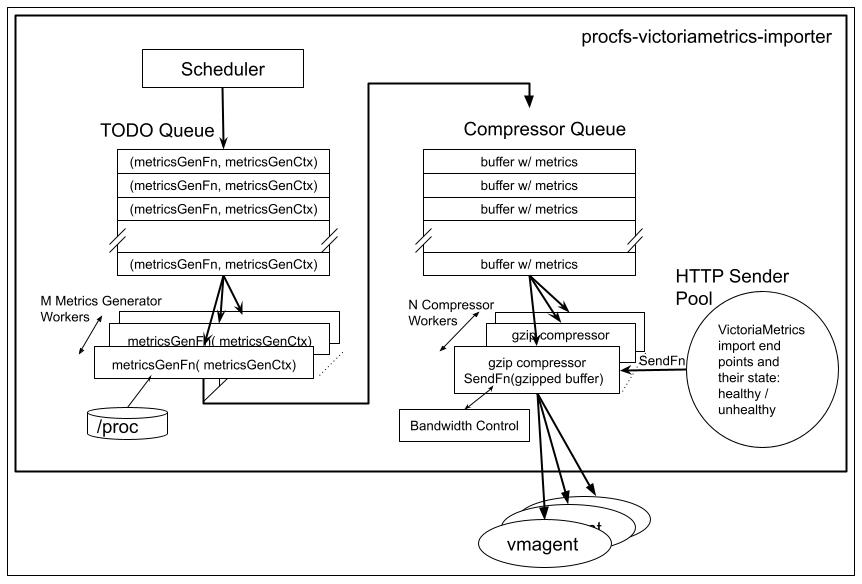 procfs-victoriametrics-importer
Scheduler
TODO Queue
(metricsGenFn, metricsGenCtx)
(metricsGenFn, metricsGenCtx)
(metricsGenFn, metricsGenCtx)
(metricsGenFn, metricsGenCtx)
M Metrics Generator
Workers
metricsGenFn( metricsGenCtx)
metricsGenFn( metricsGenCtx)
/proc
Compressor Queue
buffer w/ metrics
buffer w/ metrics
buffer w/ metrics
buffer w/ metrics
N Compressor
Workers
gzip compressor
gzip compressor
SendFn(gzipped buffer)
Bandwidth Control
HTTP Sender
Pool
SendFn
VictoriaMetrics
import end
points and
their state:
healthy /
unhealthy
vmagent